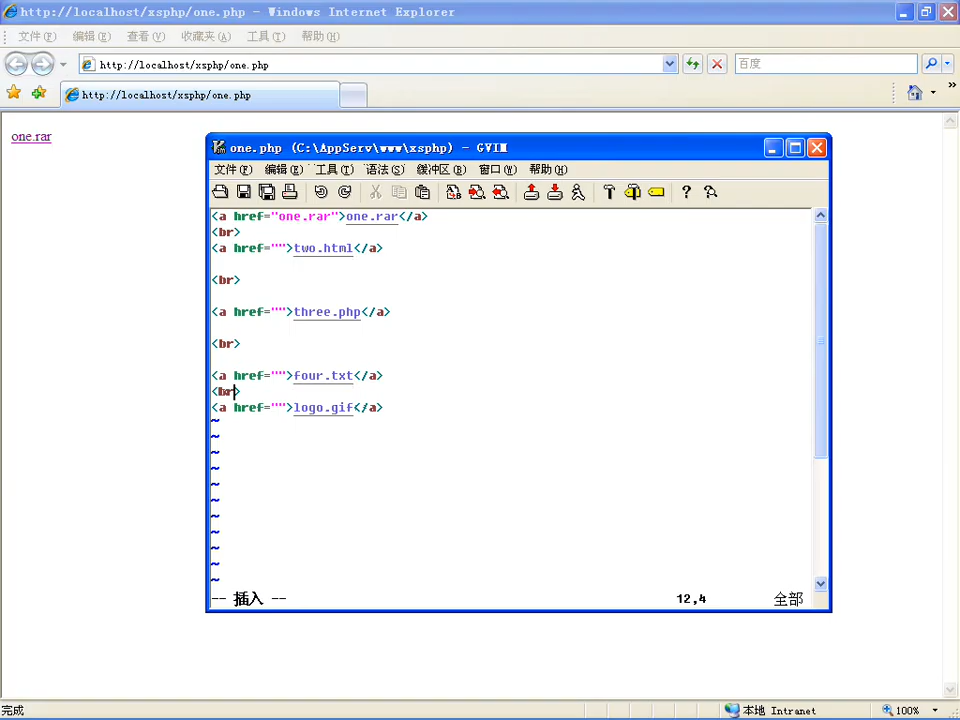 http://localhost/xsphp/one.php - Windows Internet Explorer
文件(F) 编辑(E) 查看(V) 收藏夹(A) 工具(T) 帮助(H)
http://localhost/xsphp/one.php
百度
http://localhost/xsphp/one.php
one.rar
one.php (C:\AppServ\www\xsphp) - GVIM
文件(F) 编辑(E) 工具(T) 语法(S) 缓冲区(B) 窗口(W) 帮助(H)
<a href="one.rar">one.rar</a>
<br>
<a href="">two.html</a>
<br>
<a href="">three.php</a>
<br>
<a href="">four.txt</a>
<br>
<a href="">logo.gif</a>
~
~
~
~
~
~
~
~
~
~
~
-- 插入 --
12,4
全部
完成
本地 Intranet
100%